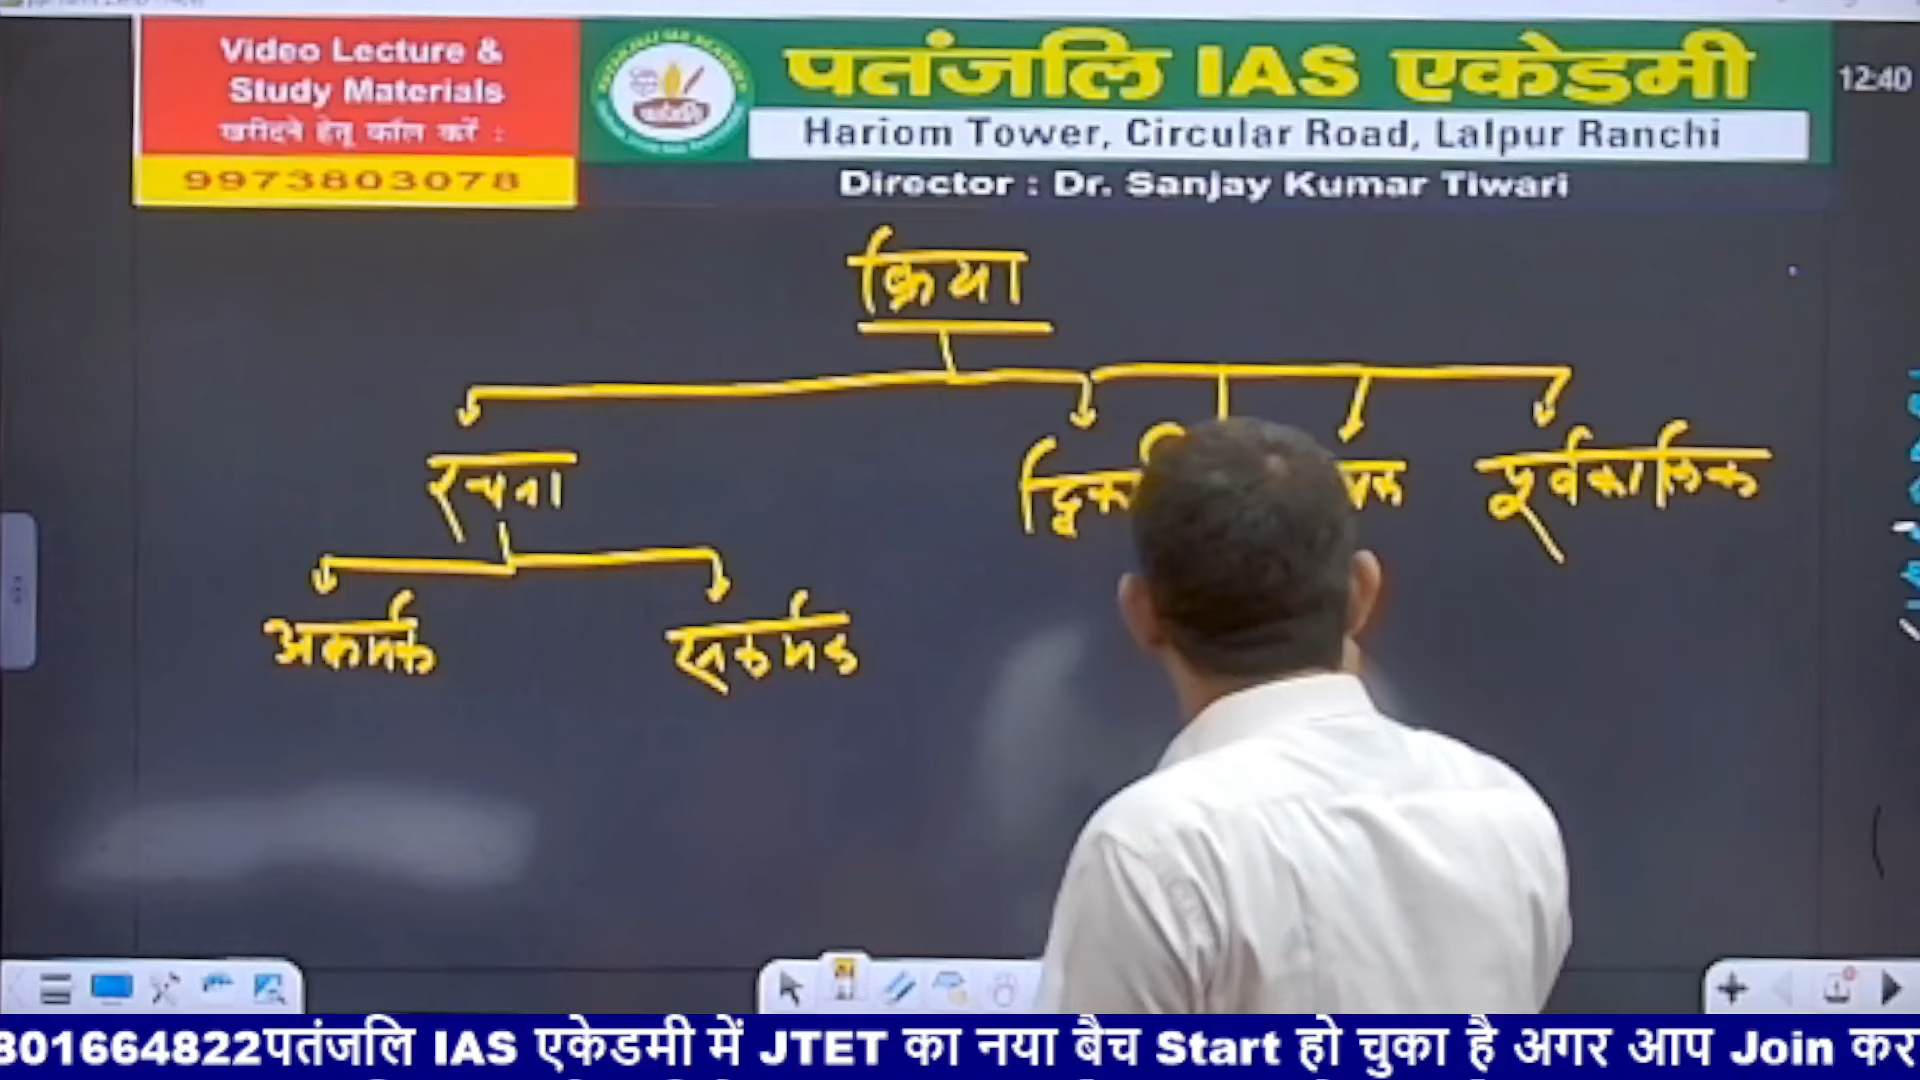 Video Lecture &
Study Materials
खरीदने हेतू कॉल करें :
9973803078
पतंजलि IAS एकेडमी
Hariom Tower, Circular Road, Lalpur Ranchi
Director : Dr. Sanjay Kumar Tiwari
12:40
क्रिया
रचना
पूर्वकालिक
अकर्मक
सकर्मक
801664822पतंजलि IAS एकेडमी में JTET का नया बैच Start हो चुका है अगर आप Join कर